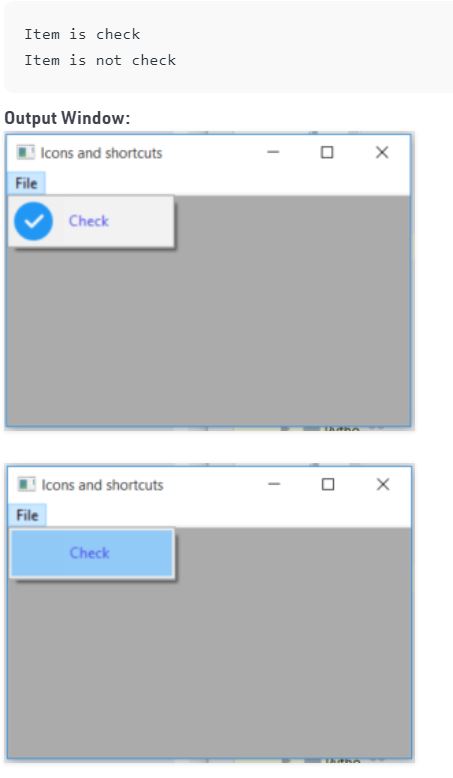 Item is check
Item is not check
Output Window:
Icons and shortcuts
File
Check
Icons and shortcuts
File
Check